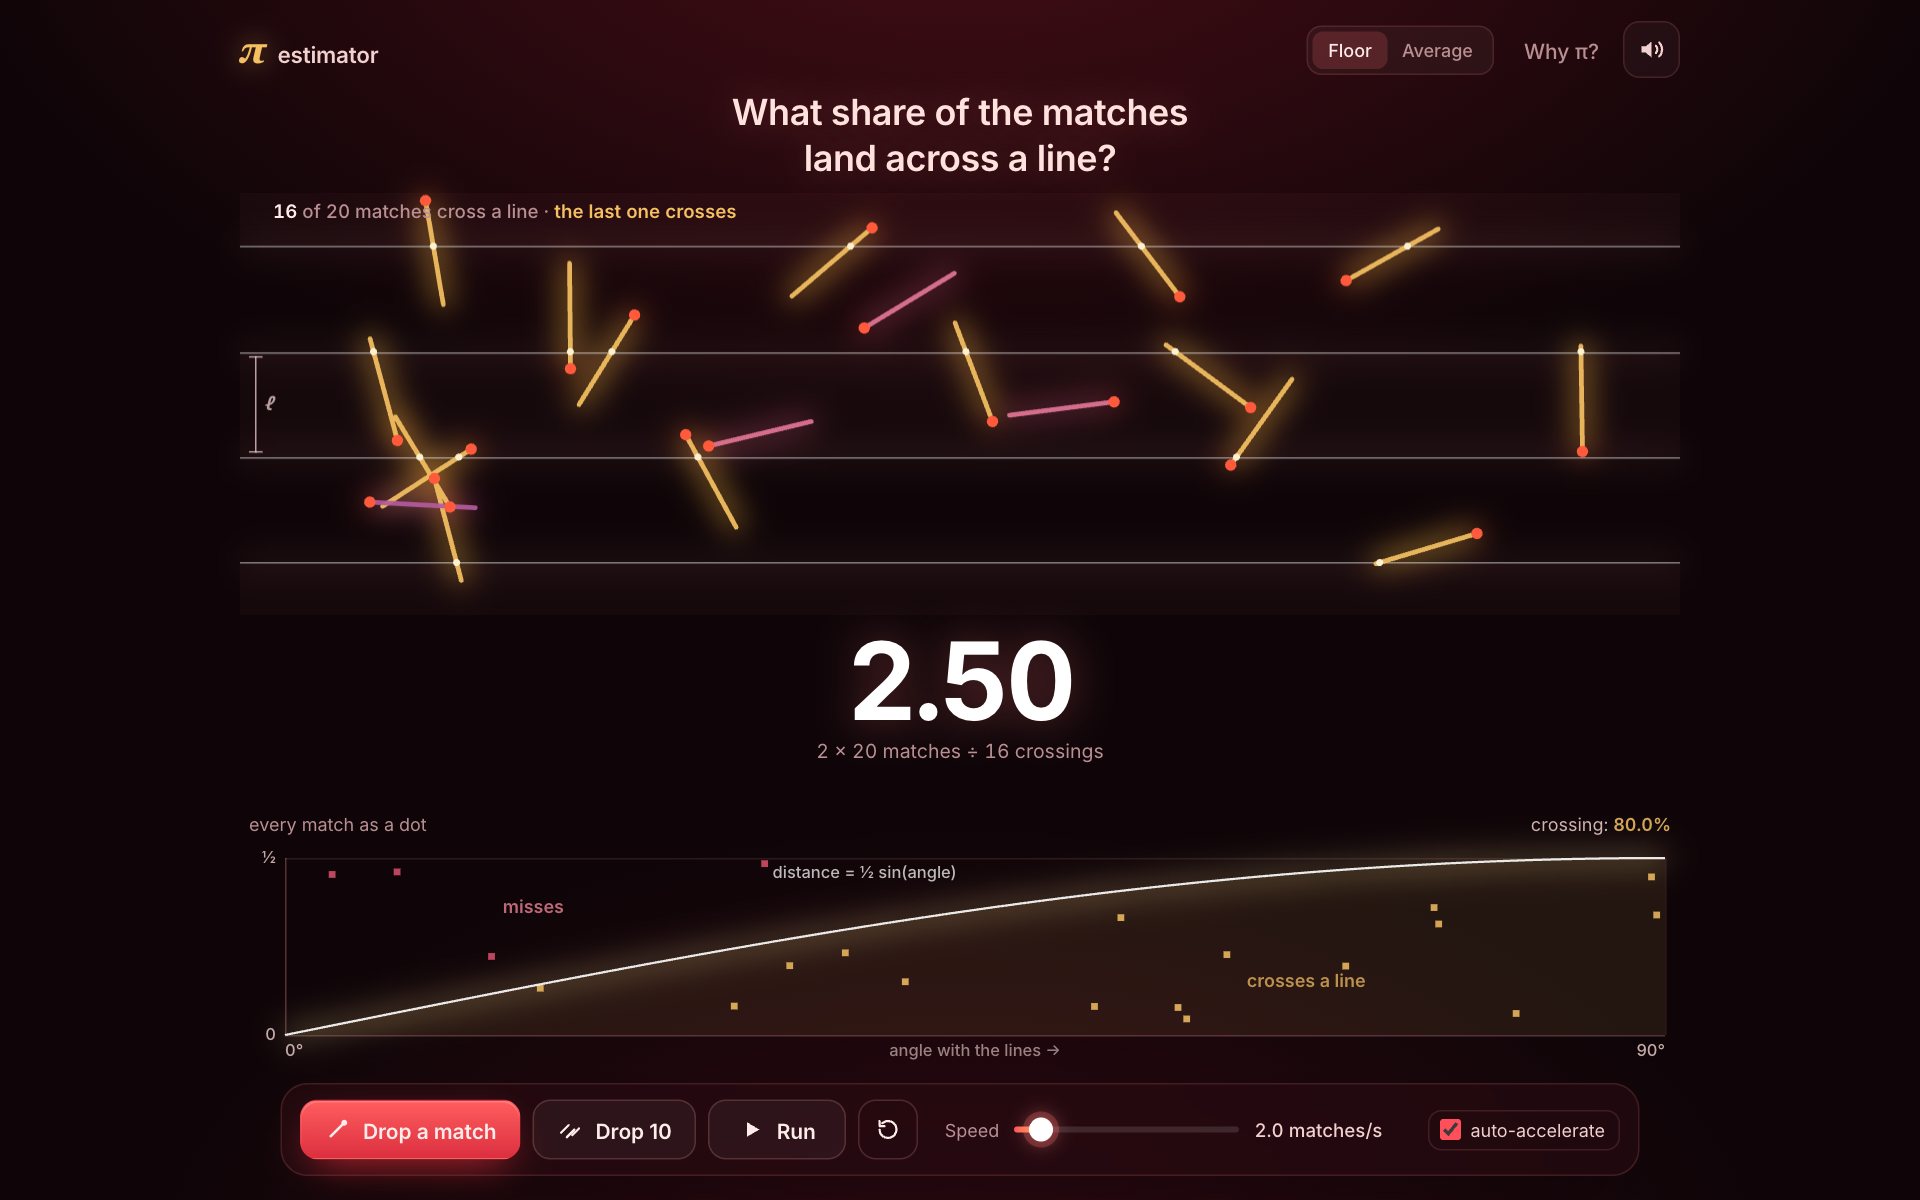 π estimator
Floor Average Why π?
What share of the matches
land across a line?
16 of 20 matches cross a line · the last one crosses
ℓ
2.50
2 × 20 matches ÷ 16 crossings
every match as a dot
crossing: 80.0%
½
distance = ½ sin(angle)
misses
crosses a line
0
0°
angle with the lines →
90°
Drop a match
Drop 10
Run
Speed
2.0 matches/s
auto-accelerate